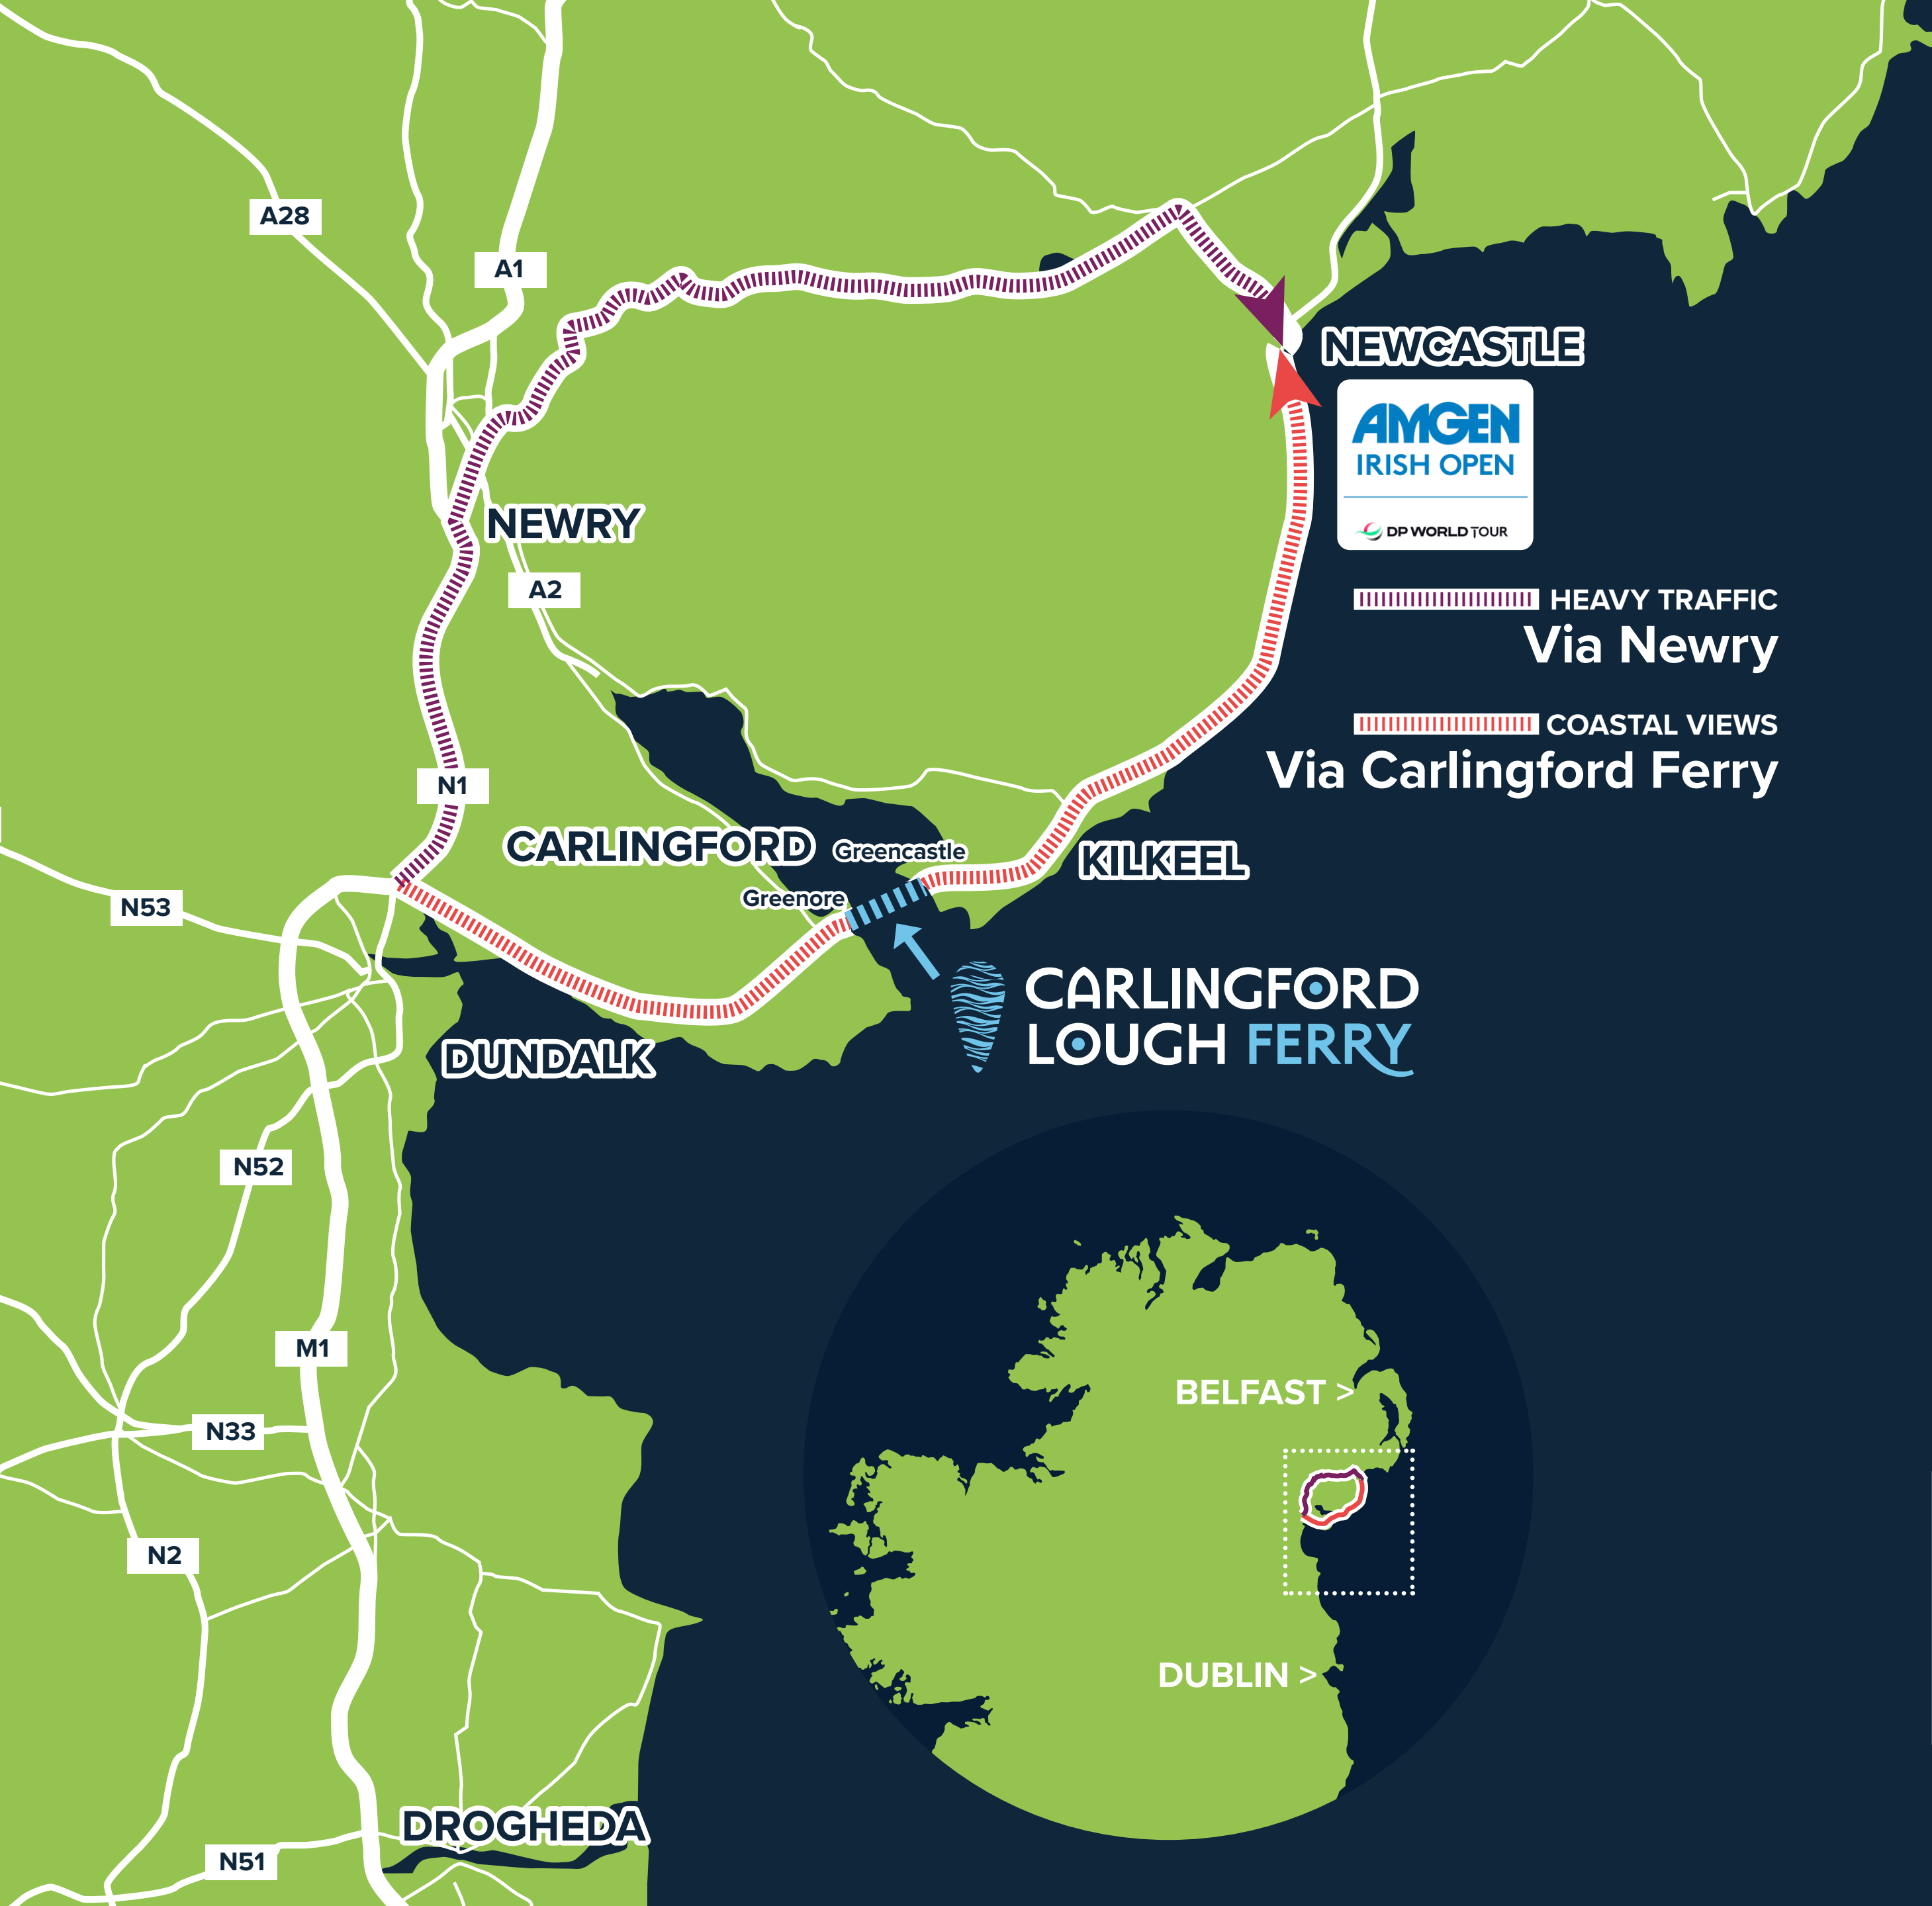 A28
A1
NEWCASTLE
AMGEN
IRISH OPEN
DP WORLD TOUR
NEWRY
A2
HEAVY TRAFFIC
Via Newry
COASTAL VIEWS
Via Carlingford Ferry
N1
CARLINGFORD
Greencastle
KILKEEL
Greenore
N53
CARLINGFORD
LOUGH FERRY
DUNDALK
N52
M1
BELFAST >
N33
N2
DUBLIN >
DROGHEDA
N51